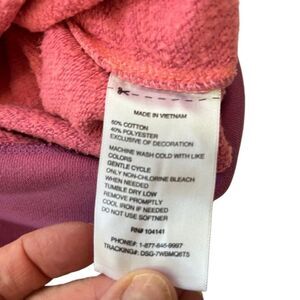 MADE IN VIETNAM
60% COTTON
40% POLYESTER
EXCLUSIVE OF DECORATION
MACHINE WASH COLD WITH LIKE
COLORS
GENTLE CYCLE
ONLY NON-CHLORINE BLEACH
WHEN NEEDED
TUMBLE DRY LOW
REMOVE PROMPTLY
COOL IRON IF NEEDED
DO NOT USE SOFTNER
RN# 104141
PHONE#: 1-877-846-9997
TRACKING#: DSG-7WBMQ6T5